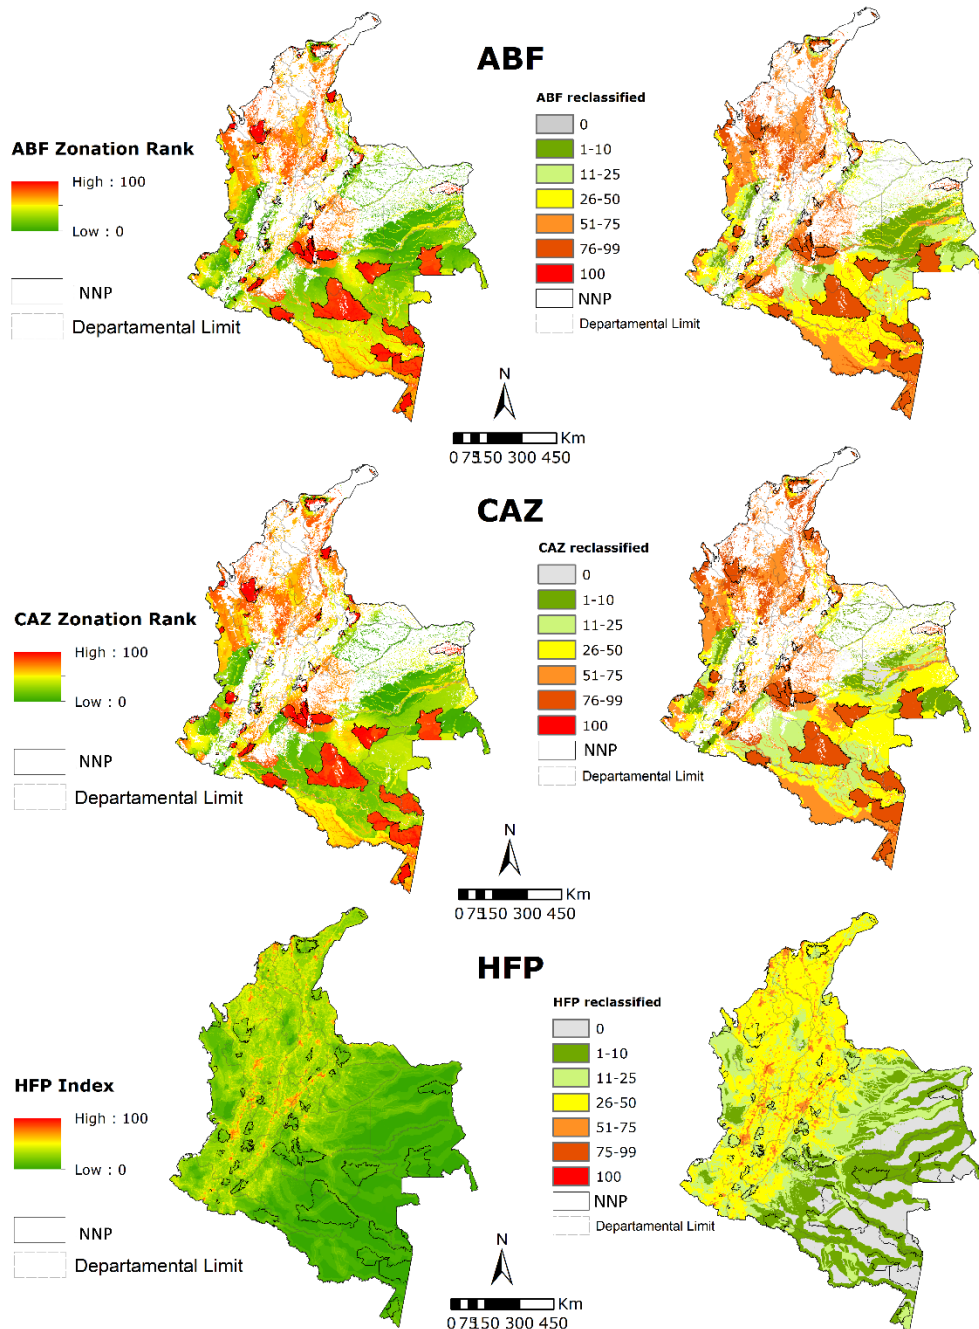 ABF
ABF Zonation Rank
High : 100
Low : 0
NNP
Departamental Limit
ABF reclassified
0
1-10
11-25
26-50
51-75
76-99
100
NNP
Departamental Limit
N
Km
0 75150 300 450
CAZ
CAZ Zonation Rank
High : 100
Low : 0
NNP
Departamental Limit
CAZ reclassified
0
1-10
11-25
26-50
51-75
76-99
100
NNP
Departamental Limit
N
Km
0 75150 300 450
HFP
HFP Index
High : 100
Low : 0
NNP
Departamental Limit
HFP reclassified
0
1-10
11-25
26-50
51-75
75-99
100
NNP
Departamental Limit
N
Km
0 75150 300 450